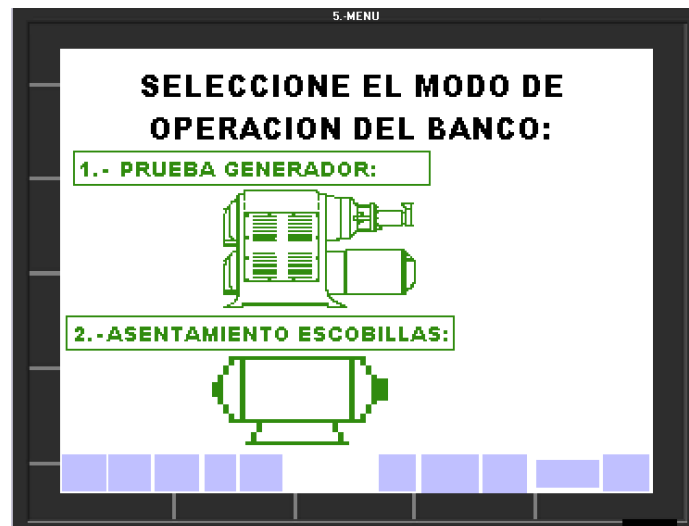 5.-MENU
SELECCIONE EL MODO DE
OPERACION DEL BANCO:
1.- PRUEBA GENERADOR:
2.-ASENTAMIENTO ESCOBILLAS: